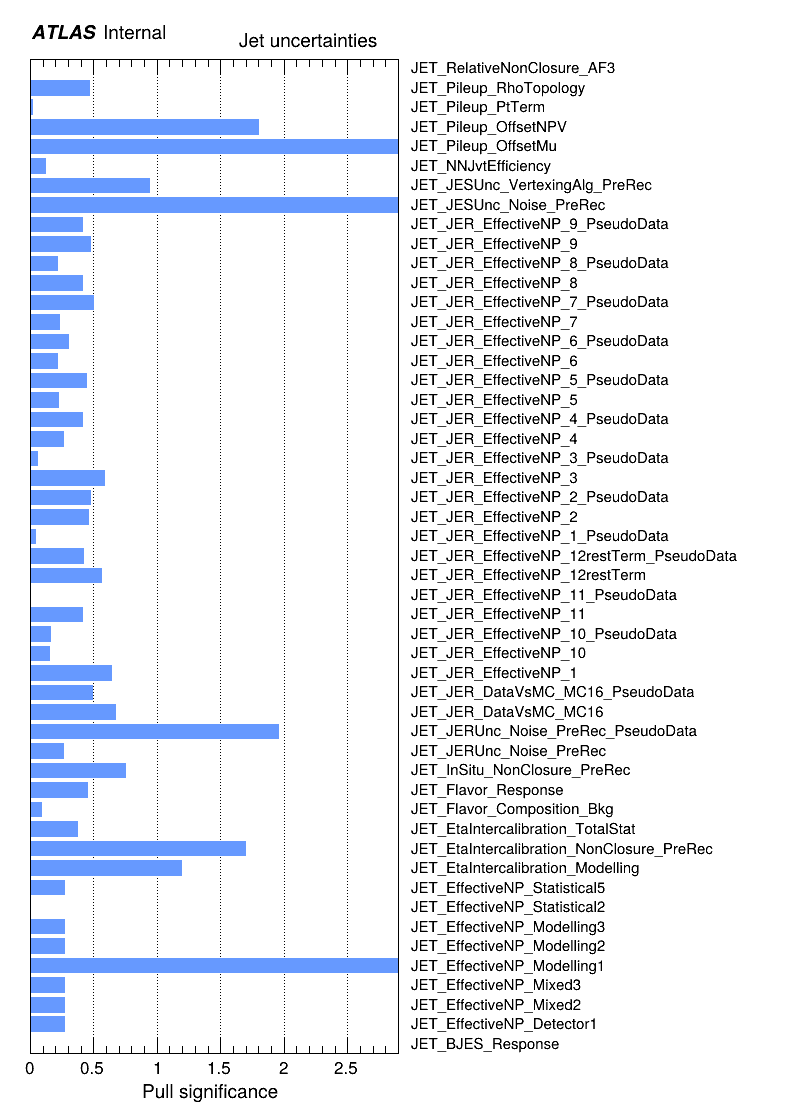 ATLAS Internal
Jet uncertainties
JET_RelativeNonClosure_AF3
JET_Pileup_RhoTopology
JET_Pileup_PtTerm
JET_Pileup_OffsetNPV
JET_Pileup_OffsetMu
JET_NNJvtEfficiency
JET_JESUnc_VertexingAlg_PreRec
JET_JESUnc_Noise_PreRec
JET_JER_EffectiveNP_9_PseudoData
JET_JER_EffectiveNP_9
JET_JER_EffectiveNP_8_PseudoData
JET_JER_EffectiveNP_8
JET_JER_EffectiveNP_7_PseudoData
JET_JER_EffectiveNP_7
JET_JER_EffectiveNP_6_PseudoData
JET_JER_EffectiveNP_6
JET_JER_EffectiveNP_5_PseudoData
JET_JER_EffectiveNP_5
JET_JER_EffectiveNP_4_PseudoData
JET_JER_EffectiveNP_4
JET_JER_EffectiveNP_3_PseudoData
JET_JER_EffectiveNP_3
JET_JER_EffectiveNP_2_PseudoData
JET_JER_EffectiveNP_2
JET_JER_EffectiveNP_1_PseudoData
JET_JER_EffectiveNP_12restTerm_PseudoData
JET_JER_EffectiveNP_12restTerm
JET_JER_EffectiveNP_11_PseudoData
JET_JER_EffectiveNP_11
JET_JER_EffectiveNP_10_PseudoData
JET_JER_EffectiveNP_10
JET_JER_EffectiveNP_1
JET_JER_DataVsMC_MC16_PseudoData
JET_JER_DataVsMC_MC16
JET_JERUnc_Noise_PreRec_PseudoData
JET_JERUnc_Noise_PreRec
JET_InSitu_NonClosure_PreRec
JET_Flavor_Response
JET_Flavor_Composition_Bkg
JET_EtaIntercalibration_TotalStat
JET_EtaIntercalibration_NonClosure_PreRec
JET_EtaIntercalibration_Modelling
JET_EffectiveNP_Statistical5
JET_EffectiveNP_Statistical2
JET_EffectiveNP_Modelling3
JET_EffectiveNP_Modelling2
JET_EffectiveNP_Modelling1
JET_EffectiveNP_Mixed3
JET_EffectiveNP_Mixed2
JET_EffectiveNP_Detector1
JET_BJES_Response
0 0.5 1 1.5 2 2.5
Pull significance